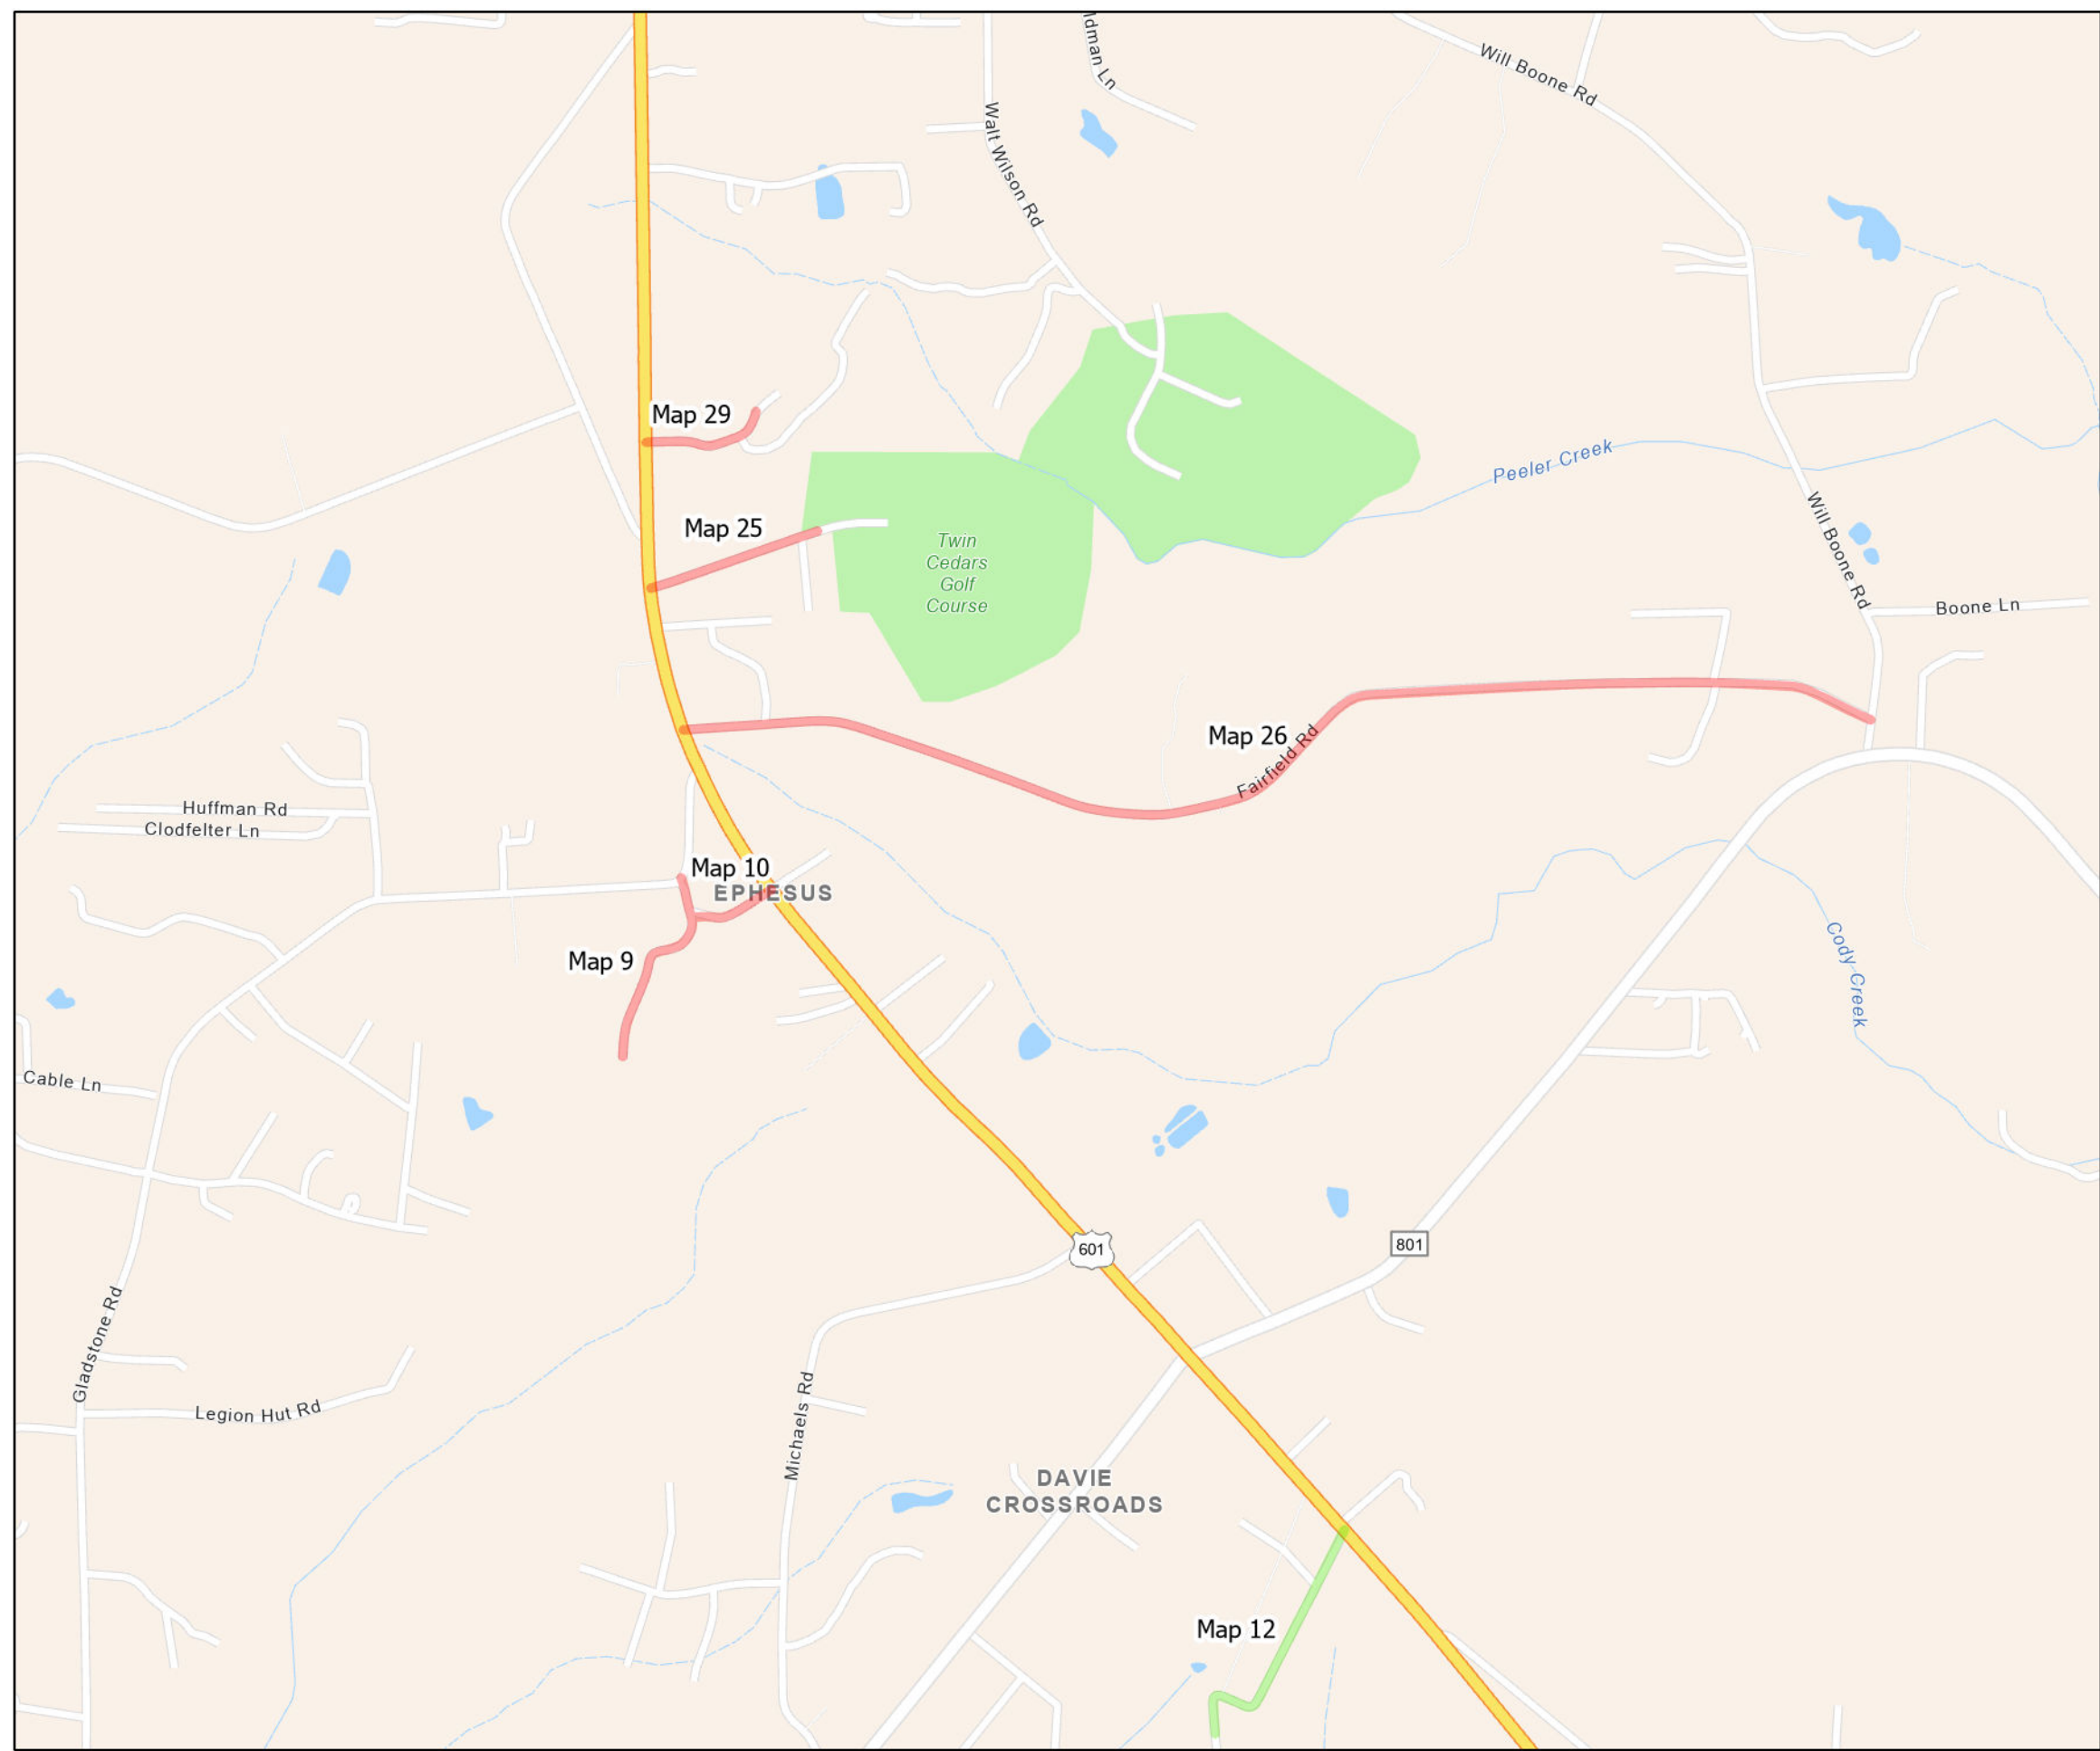 ldman Ln
Will Boone Rd
Walt Wilson Rd
Map 29
Peeler Creek
Map 25
Twin
Cedars
Golf
Course
Will Boone Rd
Boone Ln
Map 26
Fairfield Rd
Huffman Rd
Clodfelter Ln
Map 10
EPHESUS
Map 9
Cody Creek
Cable Ln
601
801
Gladstone Rd
Legion Hut Rd
Michaels Rd
DAVIE
CROSSROADS
Map 12